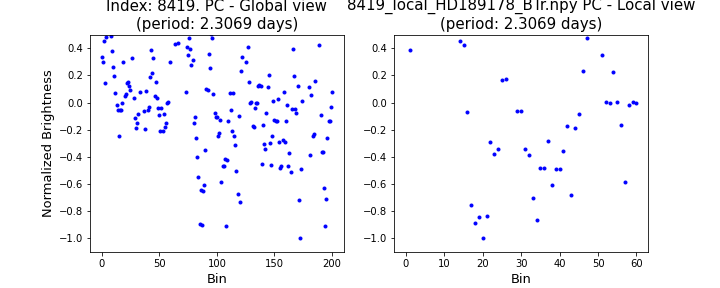 Index: 8419. PC - Global view
(period: 2.3069 days)
8419_local_HD189178_BTr.npy PC - Local view
(period: 2.3069 days)
Normalized Brightness
0.4
0.2
0.0
−0.2
−0.4
−0.6
−0.8
−1.0
0 50 100 150 200
Bin
0.4
0.2
0.0
−0.2
−0.4
−0.6
−0.8
−1.0
0 10 20 30 40 50 60
Bin